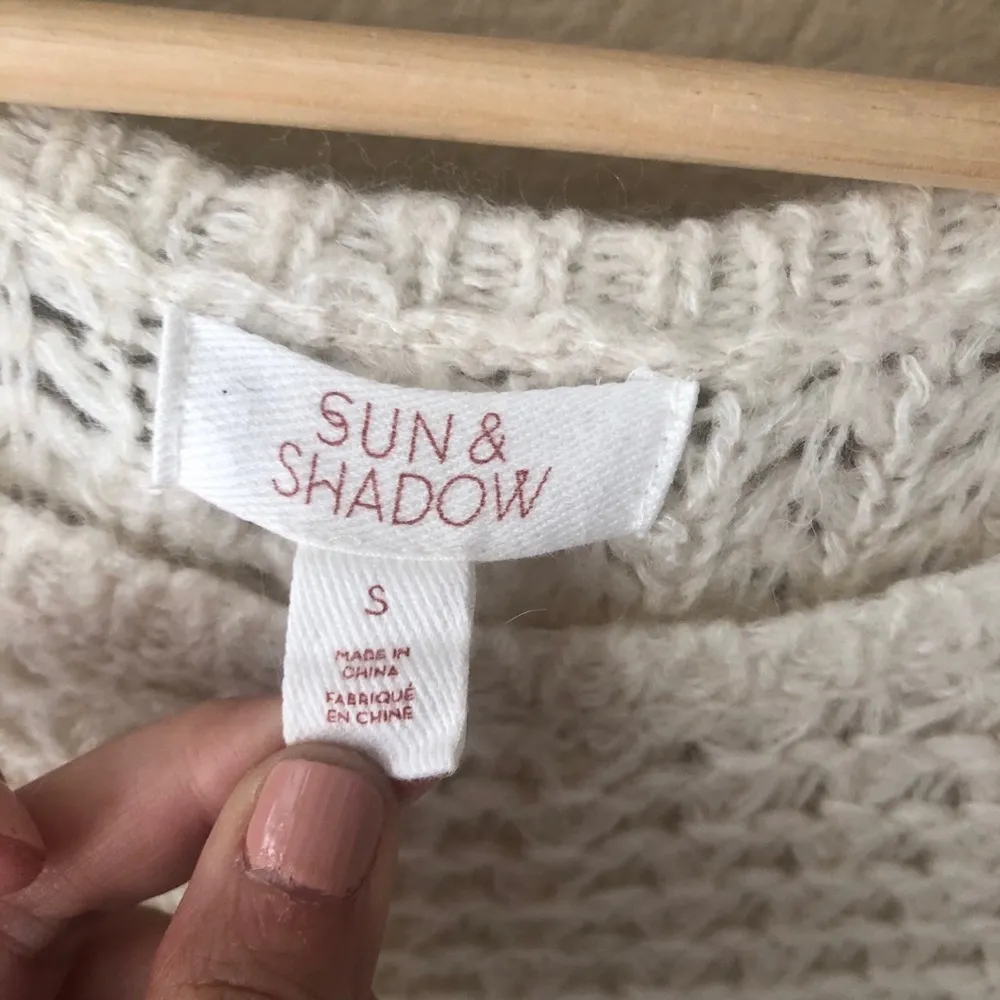 SUN &
SHADOW
S
MADE IN
CHINA
FABRIQUÉ
EN CHINE